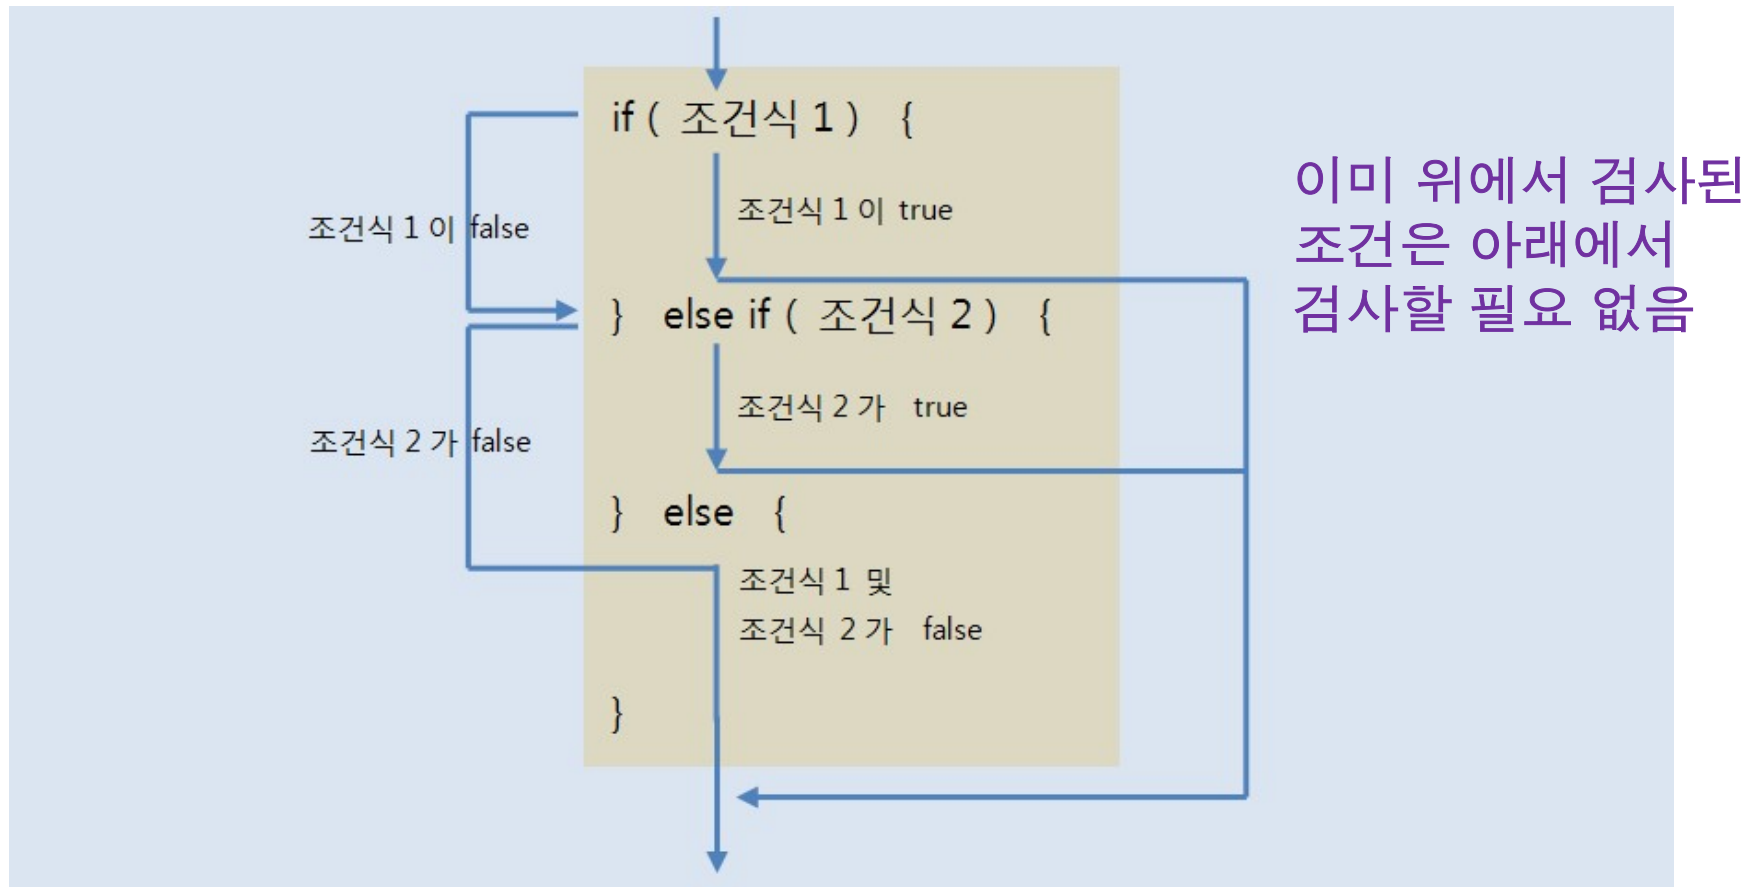 if ( 조건식 1 ) {
조건식 1 이 false
조건식 1 이 true
} else if ( 조건식 2 ) {
조건식 2 가 false
조건식 2 가 true
} else {
조건식 1 및
조건식 2 가 false
}
이미 위에서 검사된
조건은 아래에서
검사할 필요 없음